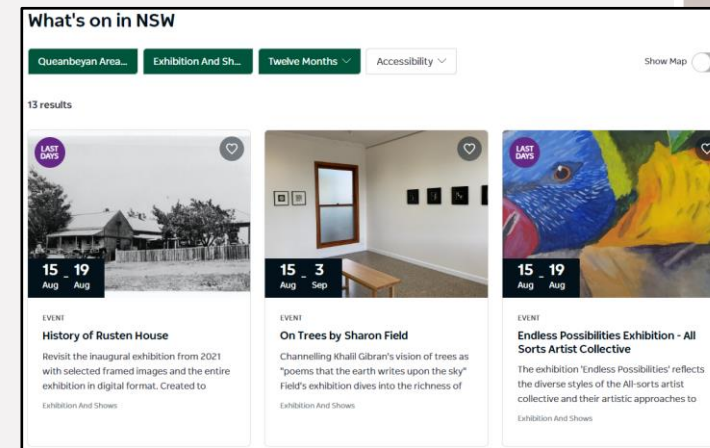 What's on in NSW
Queanbeyan Area... Exhibition And Sh... Twelve Months Accessibility Show Map
13 results
LAST
DAYS
15 - 19
Aug Aug
EVENT
History of Rusten House
Revisit the inaugural exhibition from 2021
with selected framed images and the entire
exhibition in digital format. Created to
Exhibition And Shows
15 - 3
Aug Sep
EVENT
On Trees by Sharon Field
Channelling Khalil Gibran's vision of trees as
"poems that the earth writes upon the sky"
Field's exhibition dives into the richness of
Exhibition And Shows
LAST
DAYS
15 - 19
Aug Aug
EVENT
Endless Possibilities Exhibition - All
Sorts Artist Collective
The exhibition 'Endless Possibilities' reflects
the diverse styles of the All-sorts artist
collective and their artistic approaches to
Exhibition And Shows